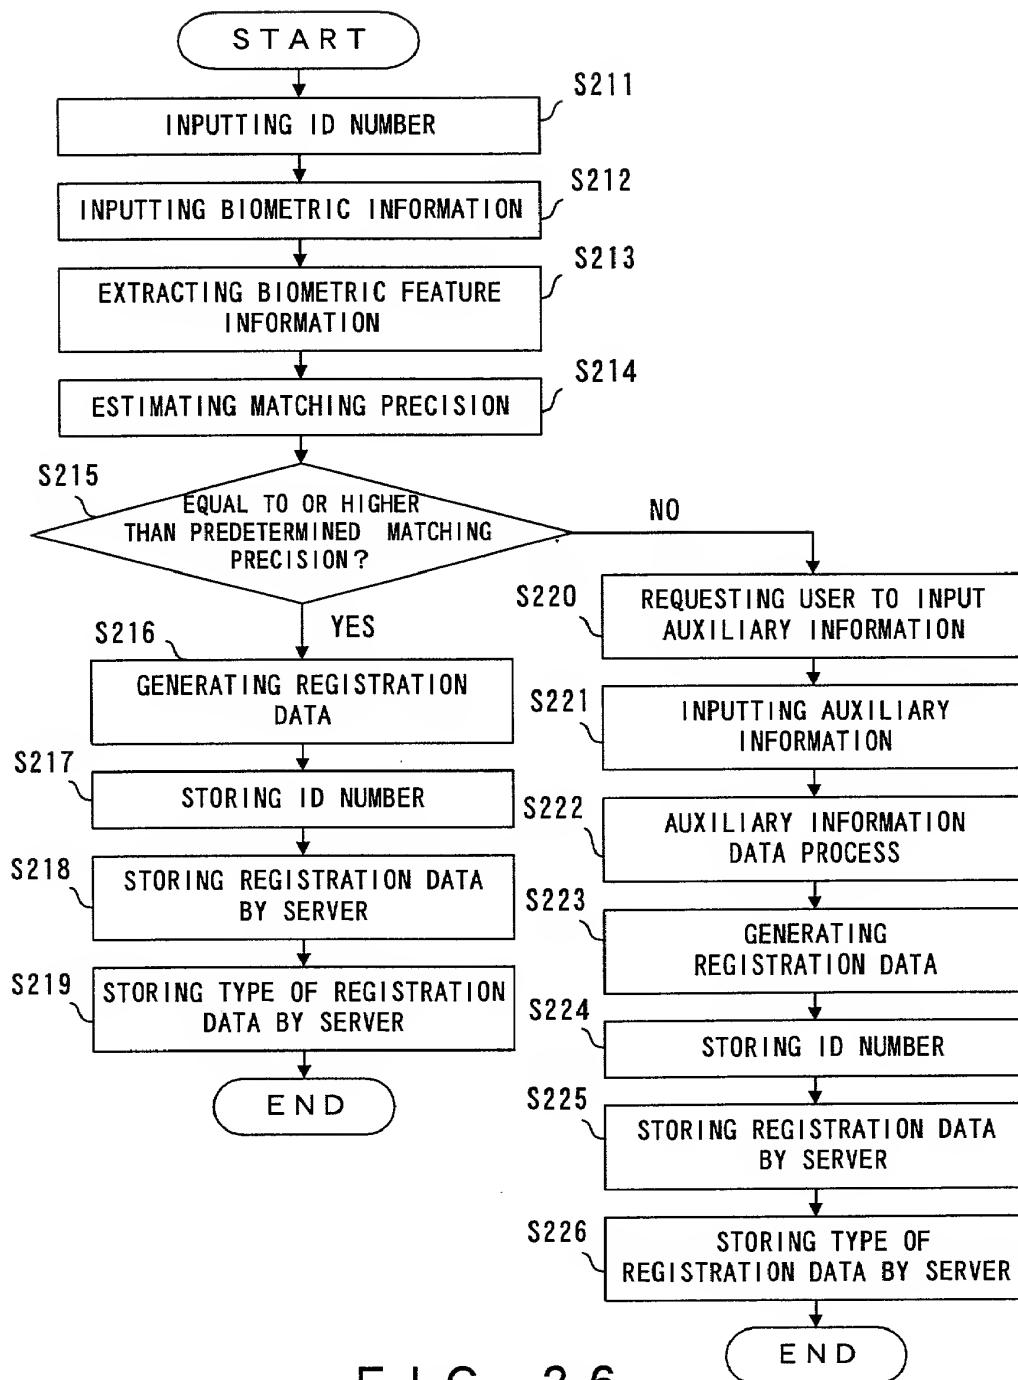 START
S211
INPUTTING ID NUMBER
S212
INPUTTING BIOMETRIC INFORMATION
S213
EXTRACTING BIOMETRIC FEATURE
INFORMATION
S214
ESTIMATING MATCHING PRECISION
S215
EQUAL TO OR HIGHER
THAN PREDETERMINED MATCHING
PRECISION?
NO
YES
S216
GENERATING REGISTRATION
DATA
S217
STORING ID NUMBER
S218
STORING REGISTRATION DATA
BY SERVER
S219
STORING TYPE OF REGISTRATION
DATA BY SERVER
END
S220
REQUESTING USER TO INPUT
AUXILIARY INFORMATION
S221
INPUTTING AUXILIARY
INFORMATION
S222
AUXILIARY INFORMATION
DATA PROCESS
S223
GENERATING
REGISTRATION DATA
S224
STORING ID NUMBER
S225
STORING REGISTRATION DATA
BY SERVER
S226
STORING TYPE OF
REGISTRATION DATA BY SERVER
END
FIG. 26